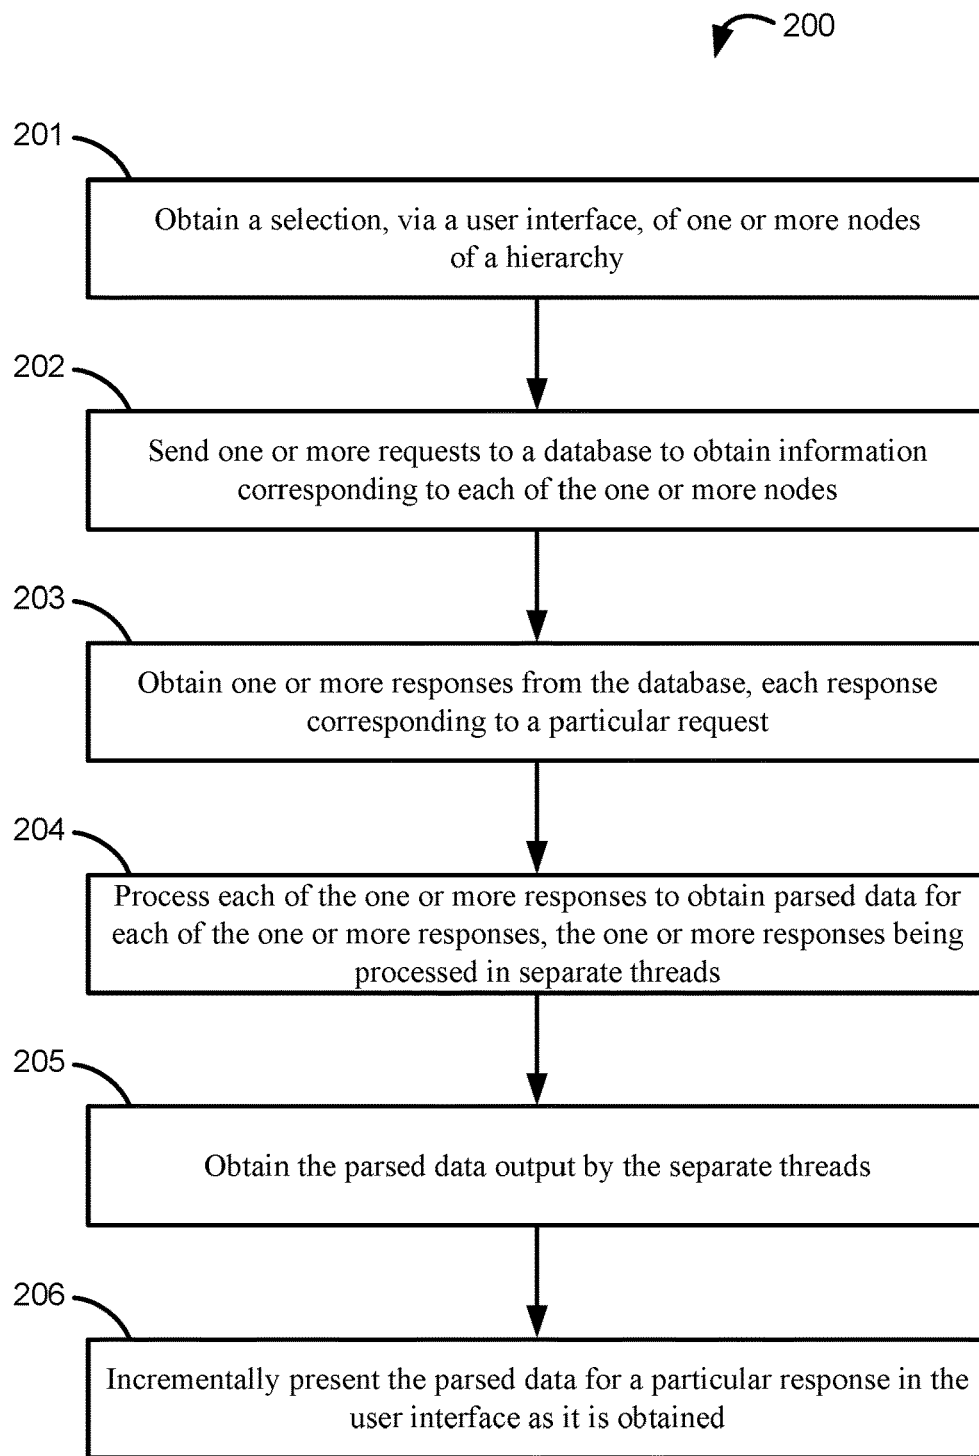 200
201
Obtain a selection, via a user interface, of one or more nodes
of a hierarchy
202
Send one or more requests to a database to obtain information
corresponding to each of the one or more nodes
203
Obtain one or more responses from the database, each response
corresponding to a particular request
204
Process each of the one or more responses to obtain parsed data for
each of the one or more responses, the one or more responses being
processed in separate threads
205
Obtain the parsed data output by the separate threads
206
Incrementally present the parsed data for a particular response in the
user interface as it is obtained